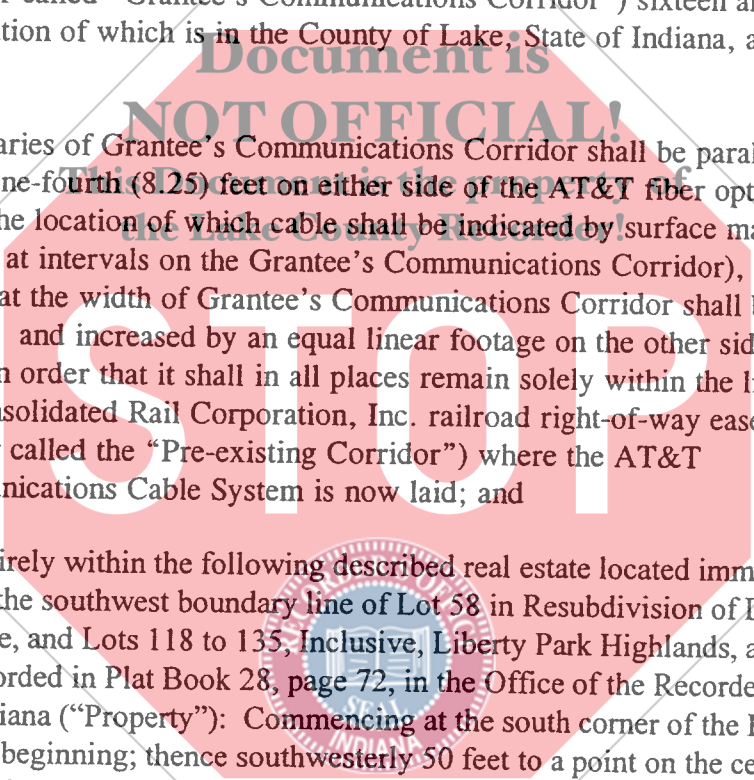 called "Grantee's Communications Corridor") sixteen an
tion of which is in the County of Lake, State of Indiana, a
Document is
NOT OFFICIAL!
aries of Grantee's Communications Corridor shall be paral
This Document is the property of
ne-fourth (8.25) feet on either side of the AT&T fiber opt
the Lake County Recorder!
he location of which cable shall be indicated by surface ma
at intervals on the Grantee's Communications Corridor),
at the width of Grantee's Communications Corridor shall
and increased by an equal linear footage on the other sid
n order that it shall in all places remain solely within the li
nsolidated Rail Corporation, Inc. railroad right-of-way ease
called the "Pre-existing Corridor") where the AT&T
STOP
nications Cable System is now laid; and
irely within the following described real estate located imm
the southwest boundary line of Lot 58 in Resubdivision of
e, and Lots 118 to 135, Inclusive, Liberty Park Highlands, a
orded in Plat Book 28, page 72, in the Office of the Recorde
SEAL
diana ("Property"): Commencing at the south corner of the
INDIANA
beginning; thence southwesterly 50 feet to a point on the ce